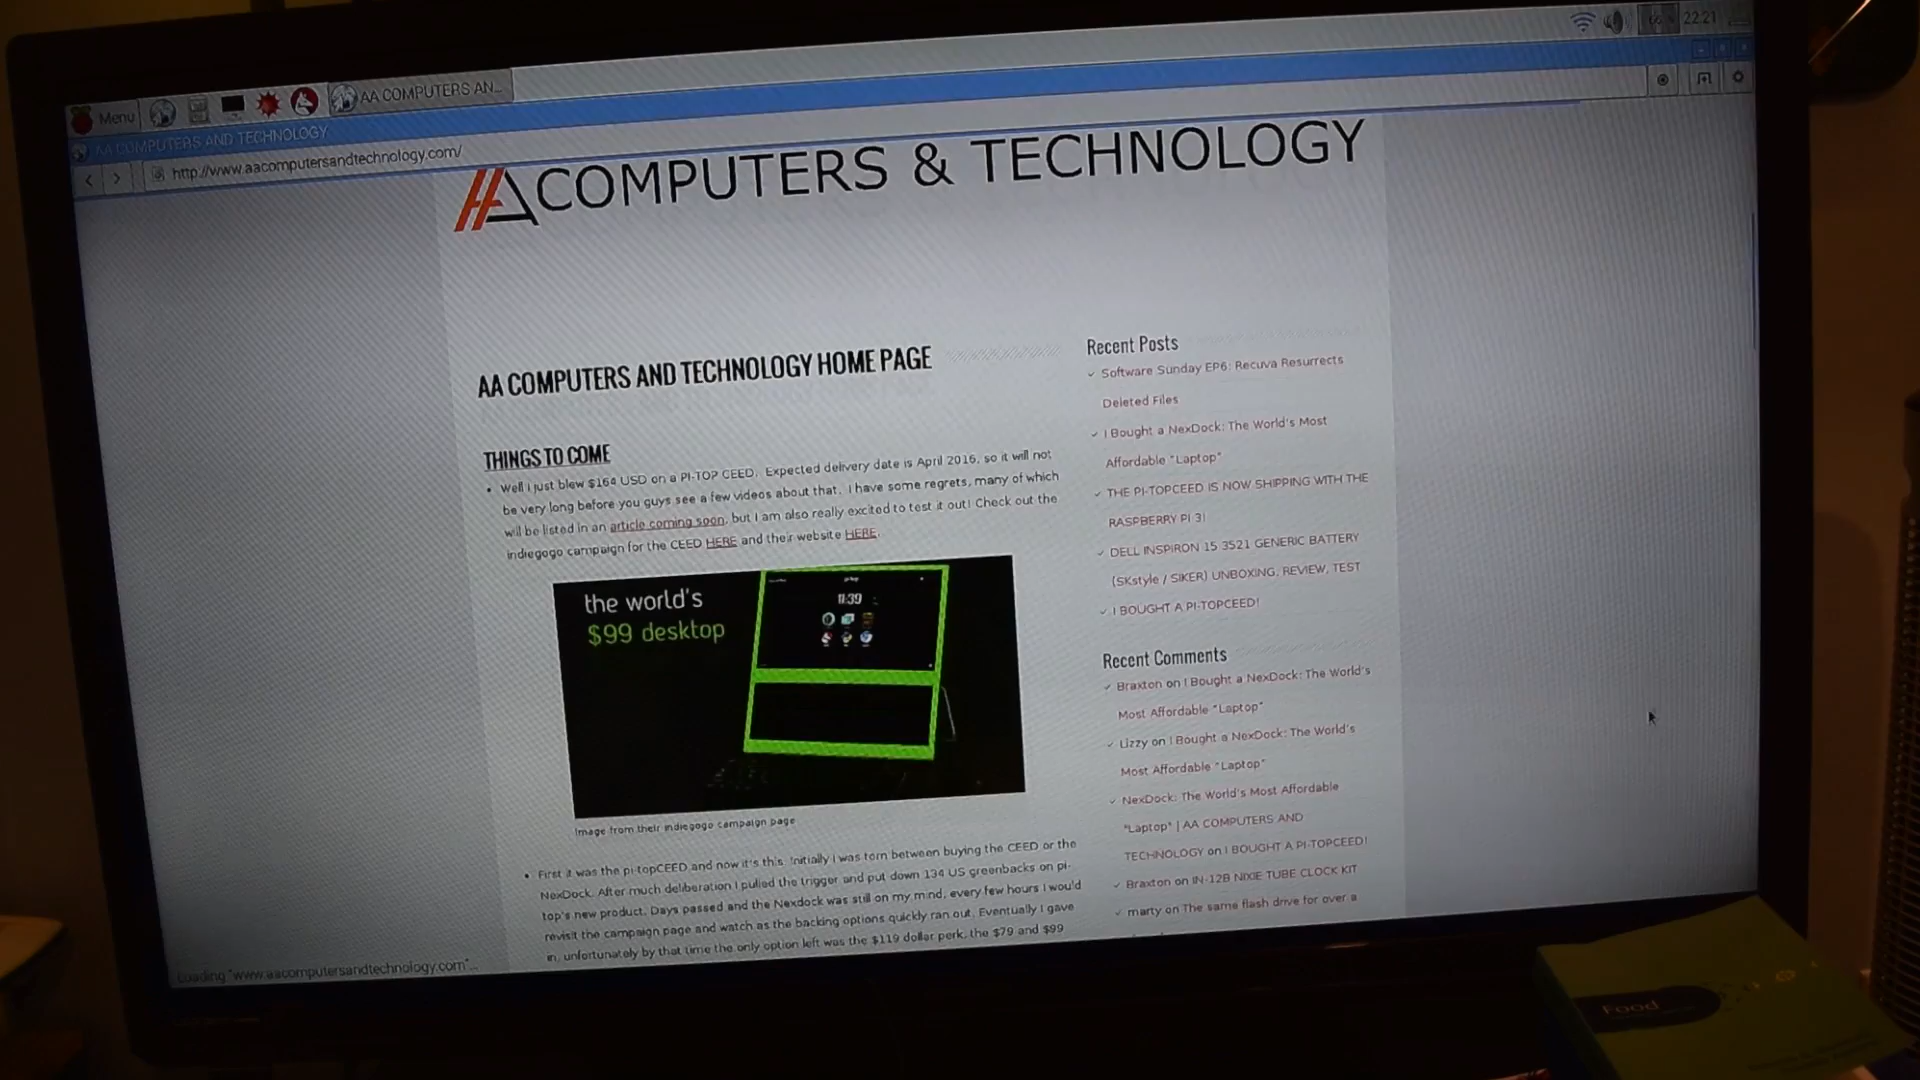 22:21
Menu
AA COMPUTERS AN...
AA COMPUTERS AND TECHNOLOGY
http://www.aacomputersandtechnology.com/
AA COMPUTERS & TECHNOLOGY
AA COMPUTERS AND TECHNOLOGY HOME PAGE
THINGS TO COME
Well I just blew $164 USD on a PI-TOP CEED. Expected delivery date is April 2016, so it will not
be very long before you guys see a few videos about that. I have some regrets, many of which
will be listed in an article coming soon, but I am also really excited to test it out! Check out the
indiegogo campaign for the CEED HERE and their website HERE.
the world's
$99 desktop
11:39
Image from their indiegogo campaign page
First it was the pi-topCEED and now it's this. Initially I was torn between buying the CEED or the
NexDock. After much deliberation I pulled the trigger and put down 134 US greenbacks on pi-
top's new product. Days passed and the Nexdock was still on my mind, every few hours I would
revisit the campaign page and watch as the backing options quickly ran out. Eventually I gave
in, unfortunately by that time the only option left was the $119 dollar perk, the $79 and $99
Recent Posts
Software Sunday EP6: Recuva Resurrects
Deleted Files
I Bought a NexDock: The World's Most
Affordable "Laptop"
THE PI-TOPCEED IS NOW SHIPPING WITH THE
RASPBERRY PI 3!
DELL INSPIRON 15 3521 GENERIC BATTERY
(SKstyle / SIKER) UNBOXING, REVIEW, TEST
I BOUGHT A PI-TOPCEED!
Recent Comments
Braxton on I Bought a NexDock: The World's
Most Affordable "Laptop"
Lizzy on I Bought a NexDock: The World's
Most Affordable "Laptop"
NexDock: The World's Most Affordable
"Laptop" | AA COMPUTERS AND
TECHNOLOGY on I BOUGHT A PI-TOPCEED!
Braxton on IN-12B NIXIE TUBE CLOCK KIT
marty on The same flash drive for over a
Loading "www.aacomputersandtechnology.com"...
Food